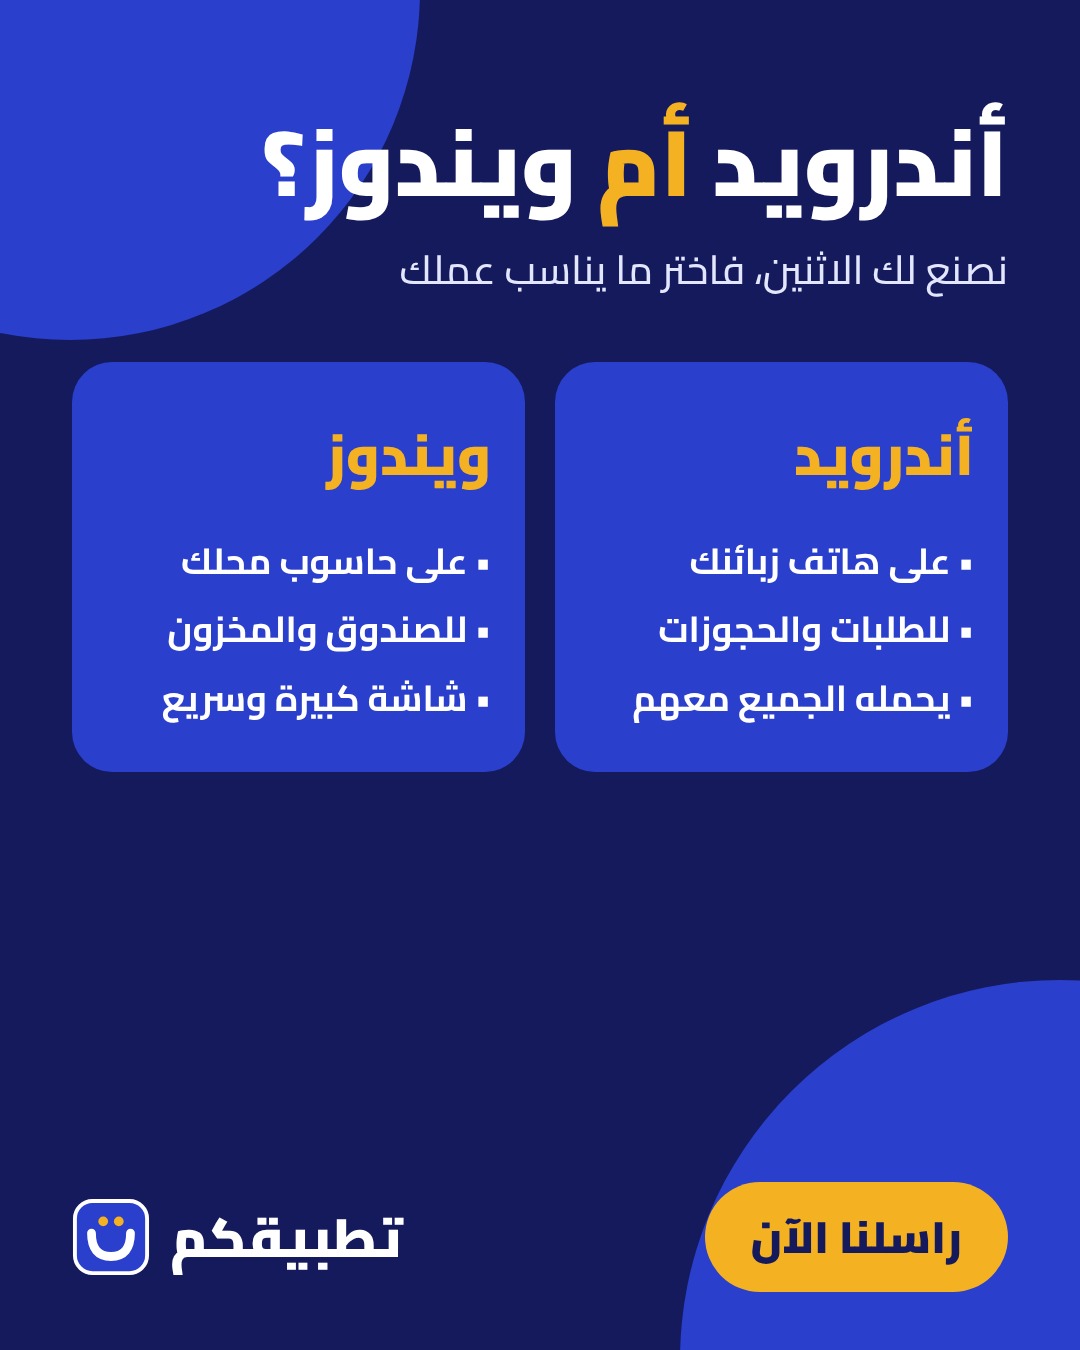 أندرويد أم ويندوز؟
نصنع لك الاثنين، فاختر ما يناسب عملك
أندرويد
▪ على هاتف زبائنك
▪ للطلبات والحجوزات
▪ يحمله الجميع معهم
ويندوز
▪ على حاسوب محلك
▪ للصندوق والمخزون
▪ شاشة كبيرة وسريع
راسلنا الآن
تطبيقكم